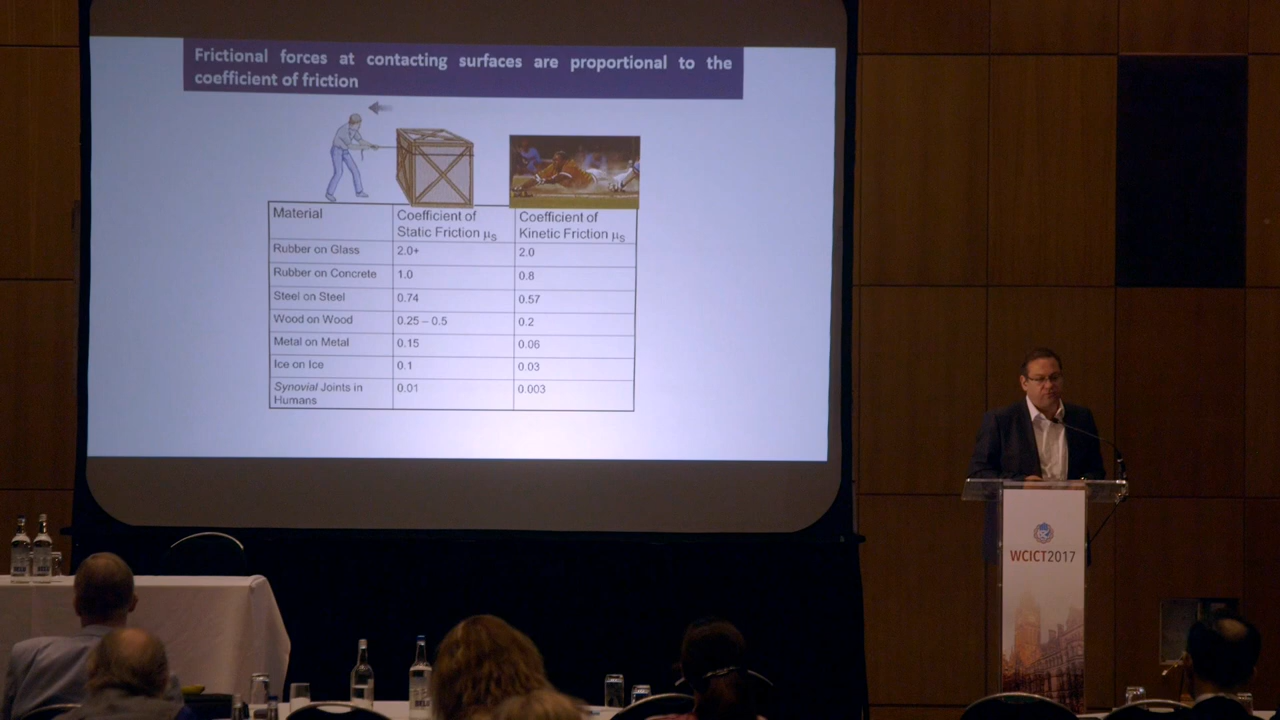 Frictional forces at contacting surfaces are proportional to the
coefficient of friction
Material
Coefficient of
Static Friction μS
Coefficient of
Kinetic Friction μS
Rubber on Glass 2.0+ 2.0
Rubber on Concrete 1.0 0.8
Steel on Steel 0.74 0.57
Wood on Wood 0.25 – 0.5 0.2
Metal on Metal 0.15 0.06
Ice on Ice 0.1 0.03
Synovial Joints in
Humans
0.01 0.003
WCICT2017